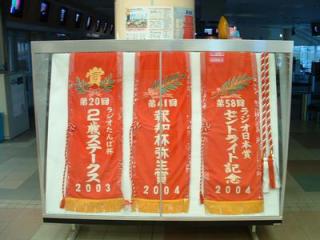 賞
第20回
ラジオたんぱ杯
2歳ステークス
2003
第41回
報知杯弥生賞
2004
第58回
ラジオ日本賞
セントライト記念
2004